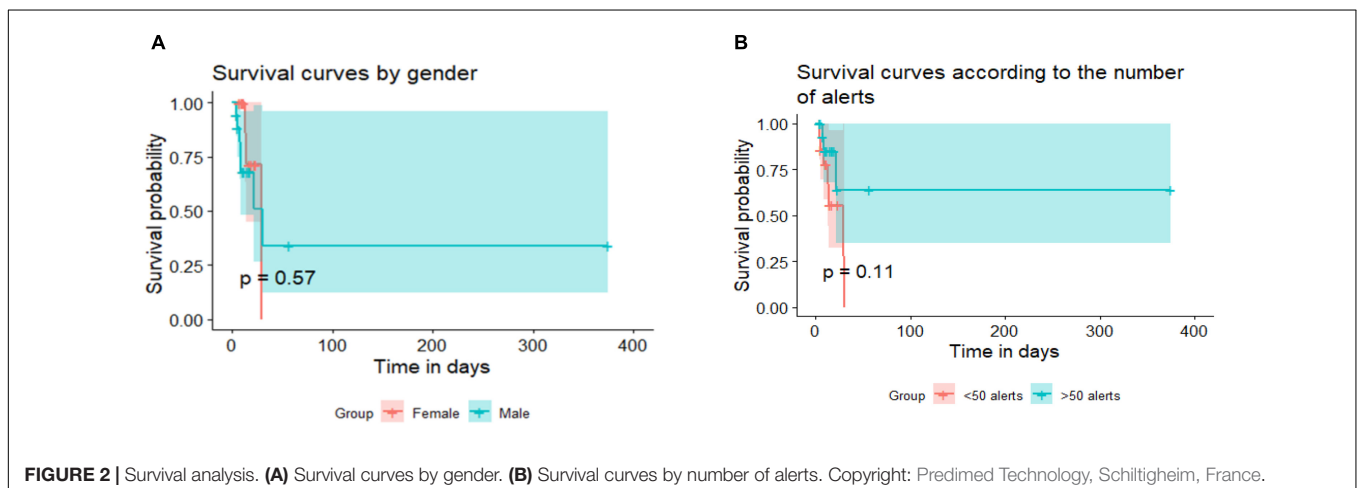 A
Survival curves by gender
Survival probability
1.00
0.75
0.50
0.25
0.00
p = 0.57
0 100 200 300 400
Time in days
Group Female Male
B
Survival curves according to the number
of alerts
Survival probability
1.00
0.75
0.50
0.25
0.00
p = 0.11
0 100 200 300 400
Time in days
Group <50 alerts >50 alerts
FIGURE 2 | Survival analysis. (A) Survival curves by gender. (B) Survival curves by number of alerts. Copyright: Predimed Technology, Schiltigheim, France.